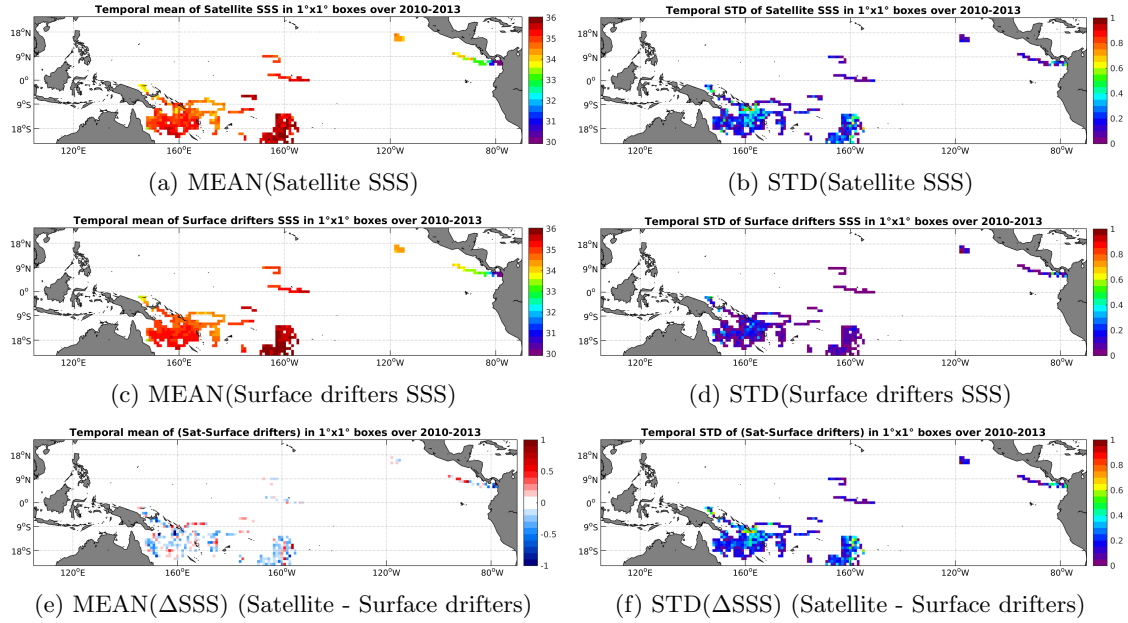 Temporal mean of Satellite SSS in 1°x1° boxes over 2010-2013
18°N
9°N
0°
9°S
18°S
120°E
160°E
160°W
120°W
80°W
36
35
34
33
32
31
30
(a) MEAN(Satellite SSS)
Temporal STD of Satellite SSS in 1°x1° boxes over 2010-2013
18°N
9°N
0°
9°S
18°S
120°E
160°E
160°W
120°W
80°W
1
0.8
0.6
0.4
0.2
0
(b) STD(Satellite SSS)
Temporal mean of Surface drifters SSS in 1°x1° boxes over 2010-2013
18°N
9°N
0°
9°S
18°S
120°E
160°E
160°W
120°W
80°W
36
35
34
33
32
31
30
(c) MEAN(Surface drifters SSS)
Temporal STD of Surface drifters SSS in 1°x1° boxes over 2010-2013
18°N
9°N
0°
9°S
18°S
120°E
160°E
160°W
120°W
80°W
1
0.8
0.6
0.4
0.2
0
(d) STD(Surface drifters SSS)
Temporal mean of (Sat-Surface drifters) in 1°x1° boxes over 2010-2013
18°N
9°N
0°
9°S
18°S
120°E
160°E
160°W
120°W
80°W
1
0.5
0
-0.5
-1
(e) MEAN(ΔSSS) (Satellite - Surface drifters)
Temporal STD of (Sat-Surface drifters) in 1°x1° boxes over 2010-2013
18°N
9°N
0°
9°S
18°S
120°E
160°E
160°W
120°W
80°W
1
0.8
0.6
0.4
0.2
0
(f) STD(ΔSSS) (Satellite - Surface drifters)